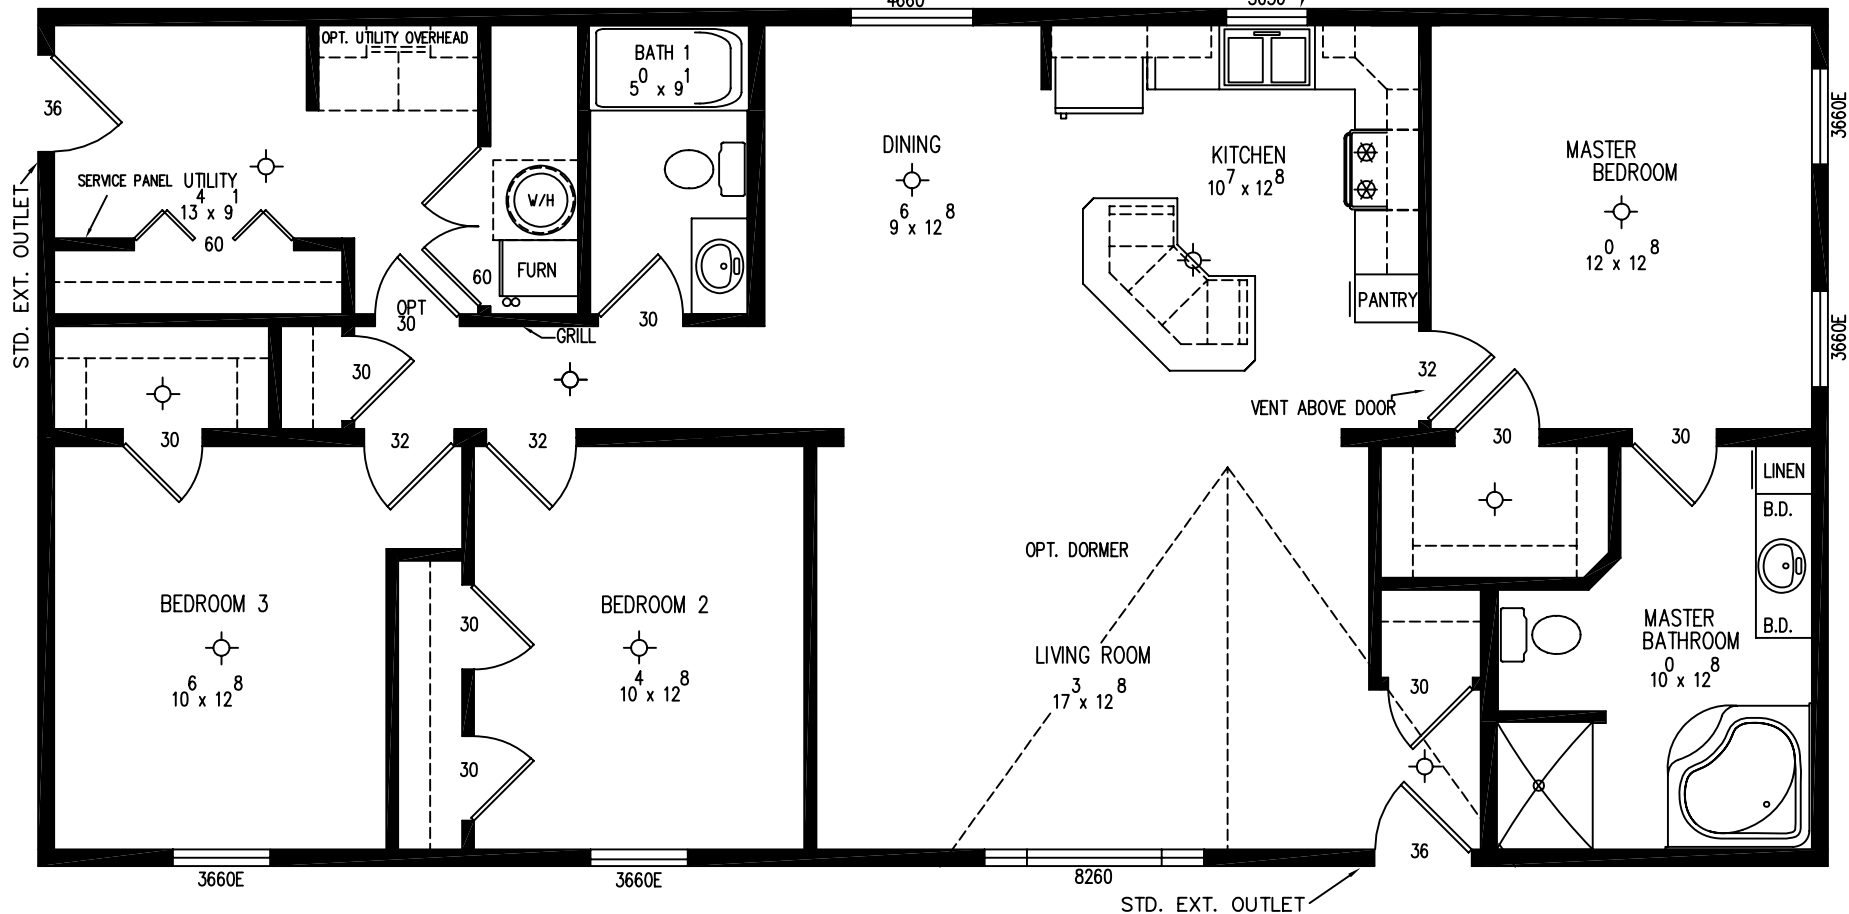 4660
OPT. UTILITY OVERHEAD
BATH 1
5⁰ x 9¹
36
3660E
DINING
9⁶ x 12⁸
KITCHEN
10⁷ x 12⁸
MASTER
BEDROOM
12⁰ x 12⁸
SERVICE PANEL
UTILITY
13⁴ x 9¹
60
W/H
FURN
60
STD. EXT. OUTLET
OPT
30
30
GRILL
PANTRY
3660E
30
32
VENT ABOVE DOOR
30
32
32
30
30
LINEN
B.D.
OPT. DORMER
BEDROOM 3
10⁶ x 12⁸
30
BEDROOM 2
10⁴ x 12⁸
LIVING ROOM
17³ x 12⁸
MASTER
BATHROOM
10⁰ x 12⁸
B.D.
30
30
36
3660E
3660E
8260
STD. EXT. OUTLET